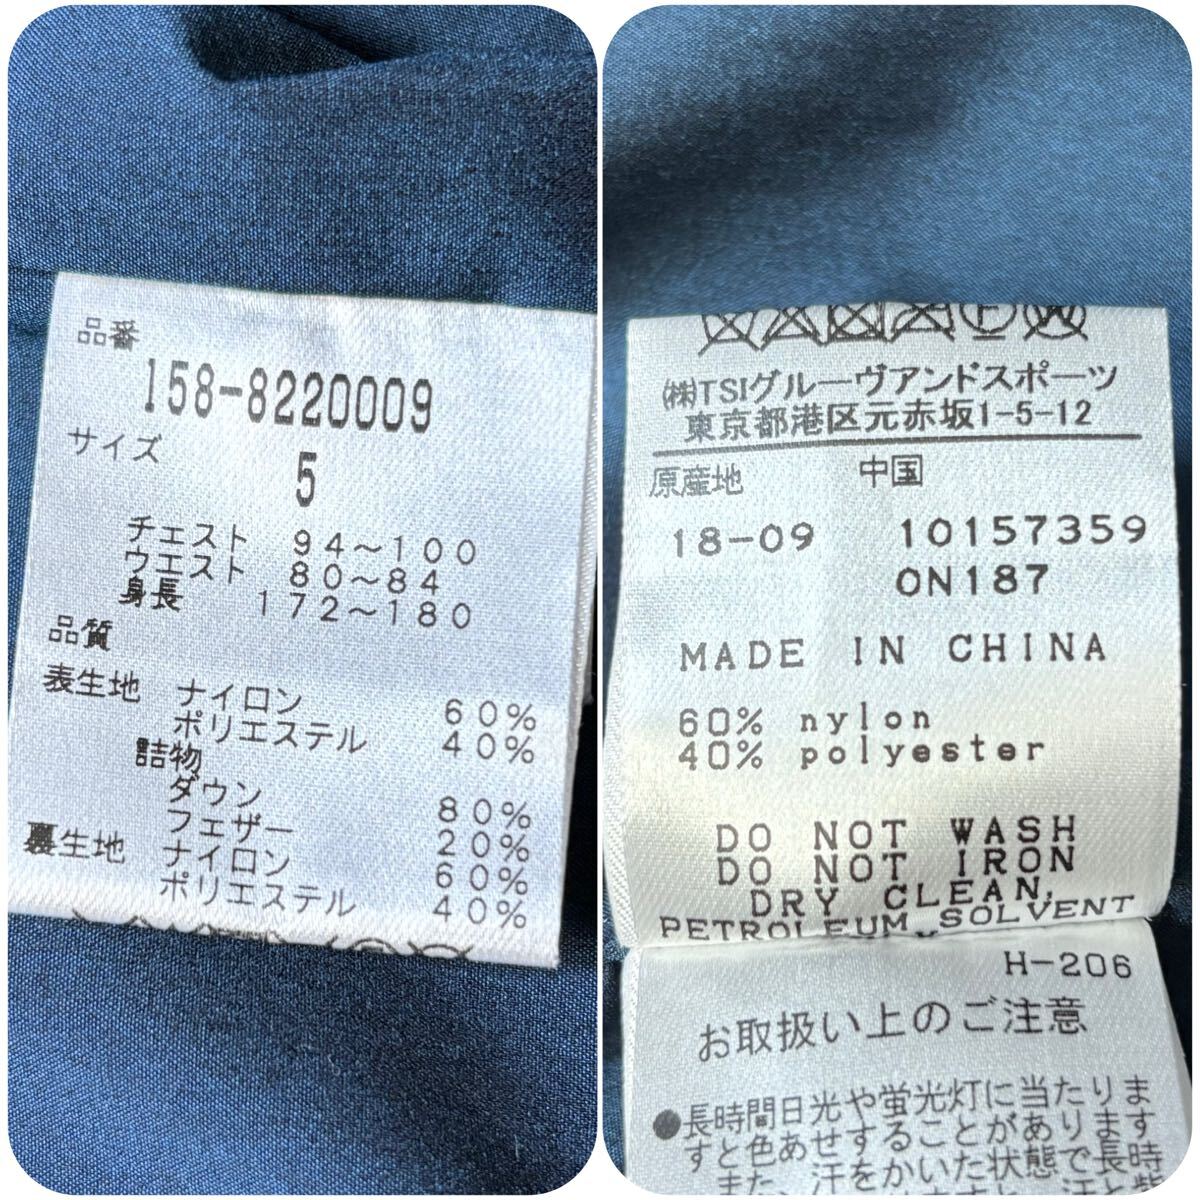 品番
158-8220009
サイズ
5
チェスト 94～100
ウエスト 80～84
身長 172～180
品質
表生地 ナイロン 60%
ポリエステル 40%
詰物
ダウン 80%
フェザー 20%
裏生地 ナイロン 60%
ポリエステル 40%
㈱TSIグルーヴアンドスポーツ
東京都港区元赤坂1-5-12
原産地 中国
18-09 10157359
0N187
MADE IN CHINA
60% nylon
40% polyester
DO NOT WASH
DO NOT IRON
DRY CLEAN,
PETROLEUM SOLVENT
H-206
お取扱い上のご注意
●長時間日光や蛍光灯に当たりま
すと色あせすることがあります
また、汗をかいた状態で長時